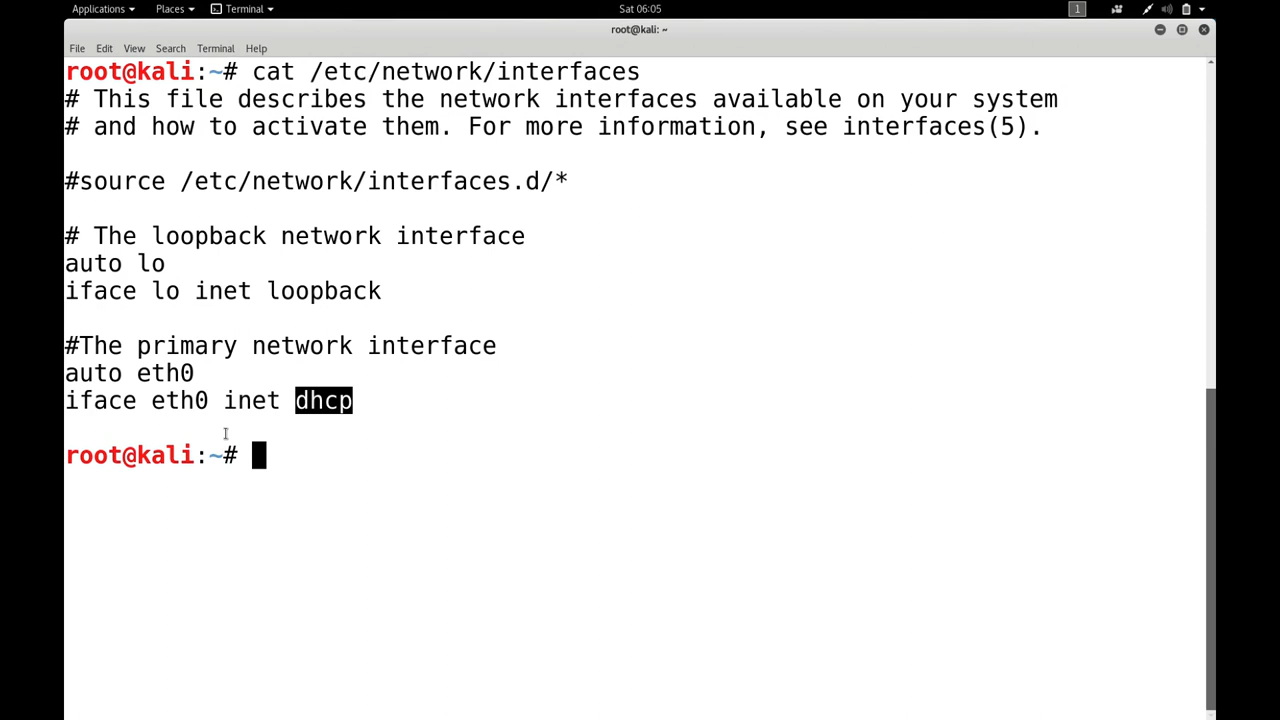 Applications Places Terminal Sat 06:05 1
root@kali: ~
File Edit View Search Terminal Help
root@kali:~# cat /etc/network/interfaces
# This file describes the network interfaces available on your system
# and how to activate them. For more information, see interfaces(5).
#source /etc/network/interfaces.d/*
# The loopback network interface
auto lo
iface lo inet loopback
#The primary network interface
auto eth0
iface eth0 inet dhcp
root@kali:~#